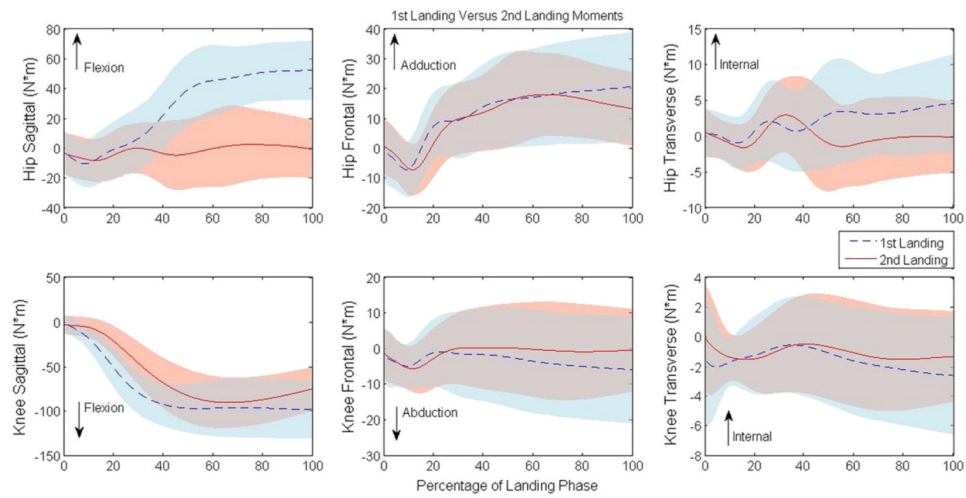 1st Landing Versus 2nd Landing Moments
Hip Sagittal (N*m)
80
60
40
20
0
-20
-40
Flexion
0 20 40 60 80 100
Hip Frontal (N*m)
40
30
20
10
0
-10
-20
Adduction
0 20 40 60 80 100
Hip Transverse (N*m)
15
10
5
0
-5
-10
Internal
0 20 40 60 80 100
1st Landing
2nd Landing
Knee Sagittal (N*m)
50
0
-50
-100
-150
Flexion
0 20 40 60 80 100
Knee Frontal (N*m)
20
10
0
-10
-20
-30
Abduction
0 20 40 60 80 100
Knee Transverse (N*m)
4
2
0
-2
-4
-6
-8
Internal
0 20 40 60 80 100
Percentage of Landing Phase